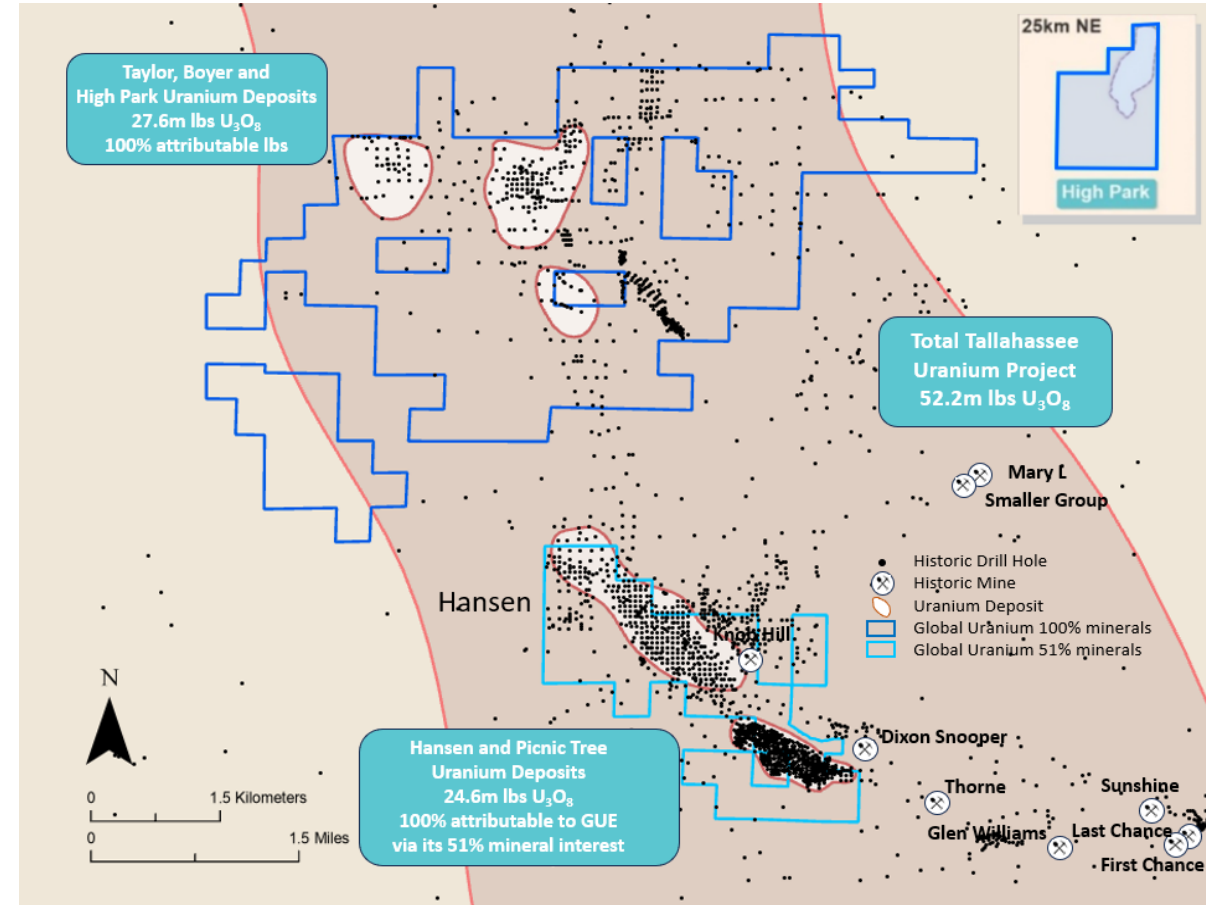 25km NE
High Park
Taylor, Boyer and
High Park Uranium Deposits
27.6m lbs U₃O₈
100% attributable lbs
Total Tallahassee
Uranium Project
52.2m lbs U₃O₈
Mary L
Smaller Group
Historic Drill Hole
Historic Mine
Uranium Deposit
Global Uranium 100% minerals
Global Uranium 51% minerals
Hansen
Knob Hill
N
Dixon Snooper
Hansen and Picnic Tree
Uranium Deposits
24.6m lbs U₃O₈
100% attributable to GUE
via its 51% mineral interest
Thorne
Sunshine
Glen Williams
Last Chance
First Chance
0 1.5 Kilometers
0 1.5 Miles